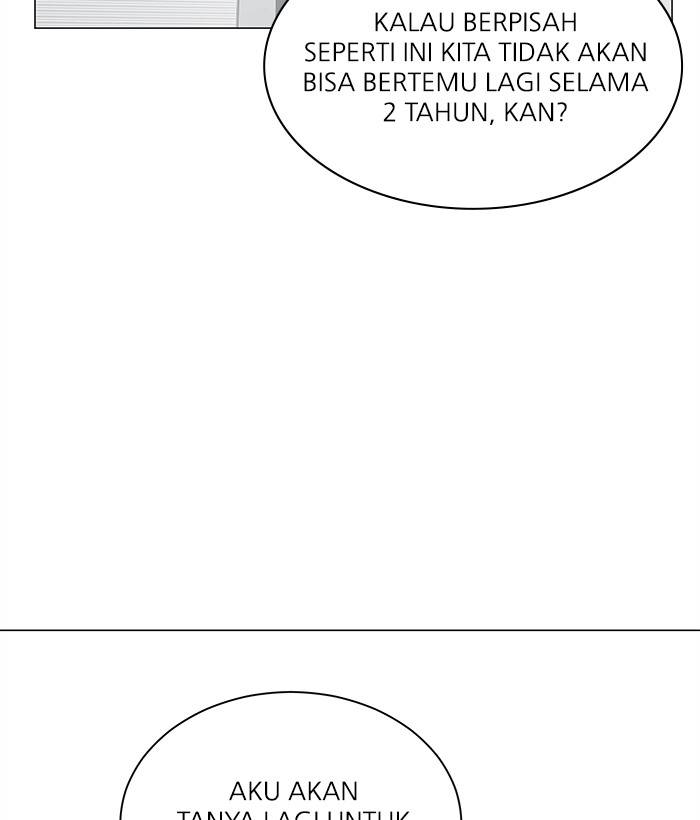 KALAU BERPISAH
SEPERTI INI KITA TIDAK AKAN
BISA BERTEMU LAGI SELAMA
2 TAHUN, KAN?
AKU AKAN
TANYA LAGI UNTUK